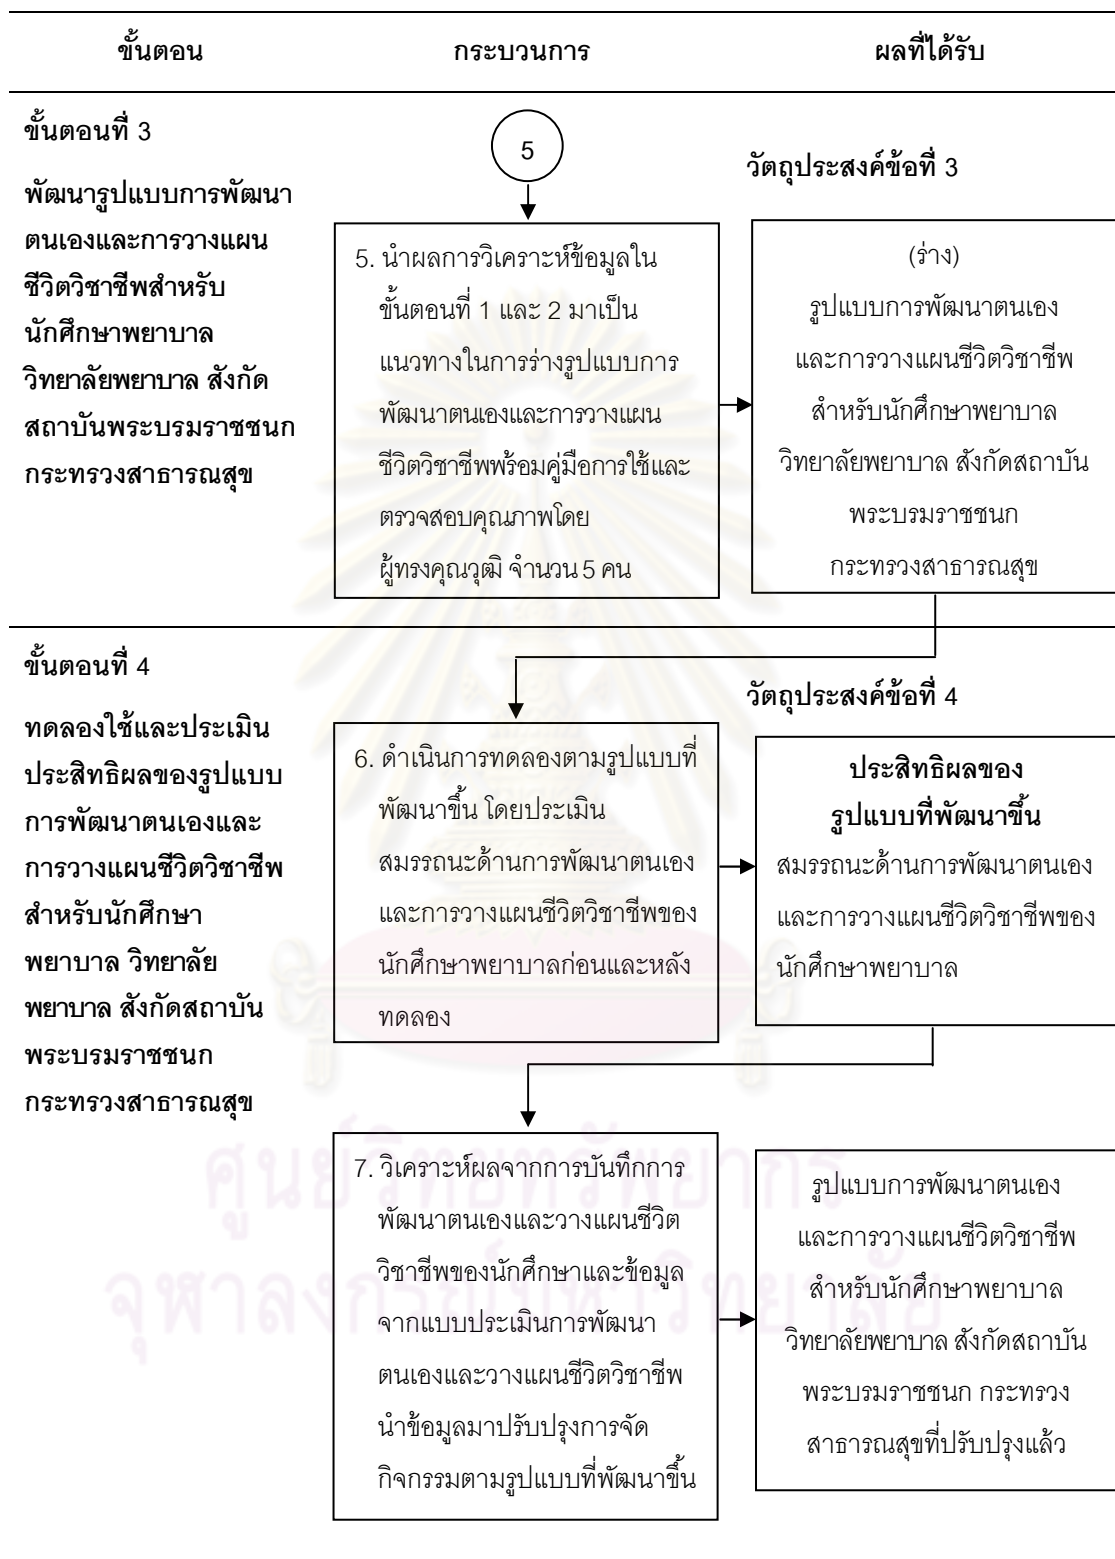 ขั้นตอน กระบวนการ ผลที่ได้รับ
ขั้นตอนที่ 3
พัฒนารูปแบบการพัฒนา
ตนเองและการวางแผน
ชีวิตวิชาชีพสำหรับ
นักศึกษาพยาบาล
วิทยาลัยพยาบาล สังกัด
สถาบันพระบรมราชชนก
กระทรวงสาธารณสุข
5
5. นำผลการวิเคราะห์ข้อมูลใน
ขั้นตอนที่ 1 และ 2 มาเป็น
แนวทางในการร่างรูปแบบการ
พัฒนาตนเองและการวางแผน
ชีวิตวิชาชีพพร้อมคู่มือการใช้และ
ตรวจสอบคุณภาพโดย
ผู้ทรงคุณวุฒิ จำนวน 5 คน
วัตถุประสงค์ข้อที่ 3
(ร่าง)
รูปแบบการพัฒนาตนเอง
และการวางแผนชีวิตวิชาชีพ
สำหรับนักศึกษาพยาบาล
วิทยาลัยพยาบาล สังกัดสถาบัน
พระบรมราชชนก
กระทรวงสาธารณสุข
ขั้นตอนที่ 4
ทดลองใช้และประเมิน
ประสิทธิผลของรูปแบบ
การพัฒนาตนเองและ
การวางแผนชีวิตวิชาชีพ
สำหรับนักศึกษา
พยาบาล วิทยาลัย
พยาบาล สังกัดสถาบัน
พระบรมราชชนก
กระทรวงสาธารณสุข
6. ดำเนินการทดลองตามรูปแบบที่
พัฒนาขึ้น โดยประเมิน
สมรรถนะด้านการพัฒนาตนเอง
และการวางแผนชีวิตวิชาชีพของ
นักศึกษาพยาบาลก่อนและหลัง
ทดลอง
วัตถุประสงค์ข้อที่ 4
ประสิทธิผลของ
รูปแบบที่พัฒนาขึ้น
สมรรถนะด้านการพัฒนาตนเอง
และการวางแผนชีวิตวิชาชีพของ
นักศึกษาพยาบาล
7. วิเคราะห์ผลจากการบันทึกการ
พัฒนาตนเองและวางแผนชีวิต
วิชาชีพของนักศึกษาและข้อมูล
จากแบบประเมินการพัฒนา
ตนเองและวางแผนชีวิตวิชาชีพ
นำข้อมูลมาปรับปรุงการจัด
กิจกรรมตามรูปแบบที่พัฒนาขึ้น
รูปแบบการพัฒนาตนเอง
และการวางแผนชีวิตวิชาชีพ
สำหรับนักศึกษาพยาบาล
วิทยาลัยพยาบาล สังกัดสถาบัน
พระบรมราชชนก กระทรวง
สาธารณสุขที่ปรับปรุงแล้ว
ศูนย์วิทยทรัพยากร
จุฬาลงกรณ์มหาวิทยาลัย